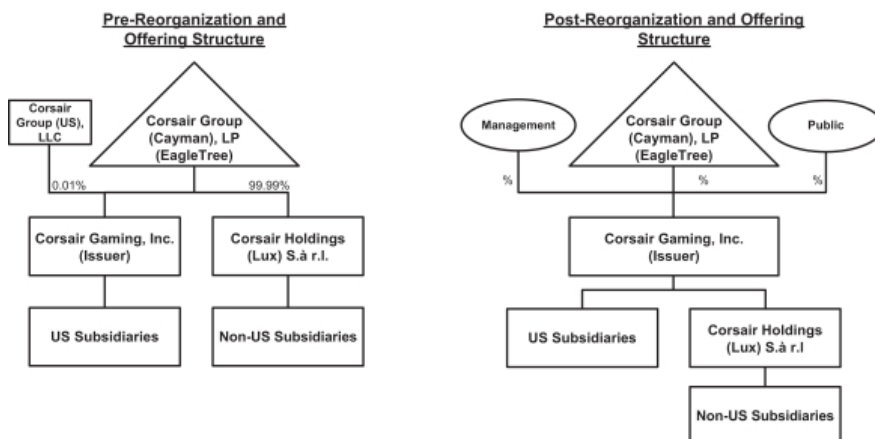 Pre-Reorganization and
Offering Structure
Corsair
Group (US),
LLC
Corsair Group
(Cayman), LP
(EagleTree)
0.01%
99.99%
Corsair Gaming, Inc.
(Issuer)
Corsair Holdings
(Lux) S.à r.l.
US Subsidiaries
Non-US Subsidiaries
Post-Reorganization and Offering
Structure
Management
Corsair Group
(Cayman), LP
(EagleTree)
Public
%
%
%
Corsair Gaming, Inc.
(Issuer)
US Subsidiaries
Corsair Holdings
(Lux) S.à r.l
Non-US Subsidiaries